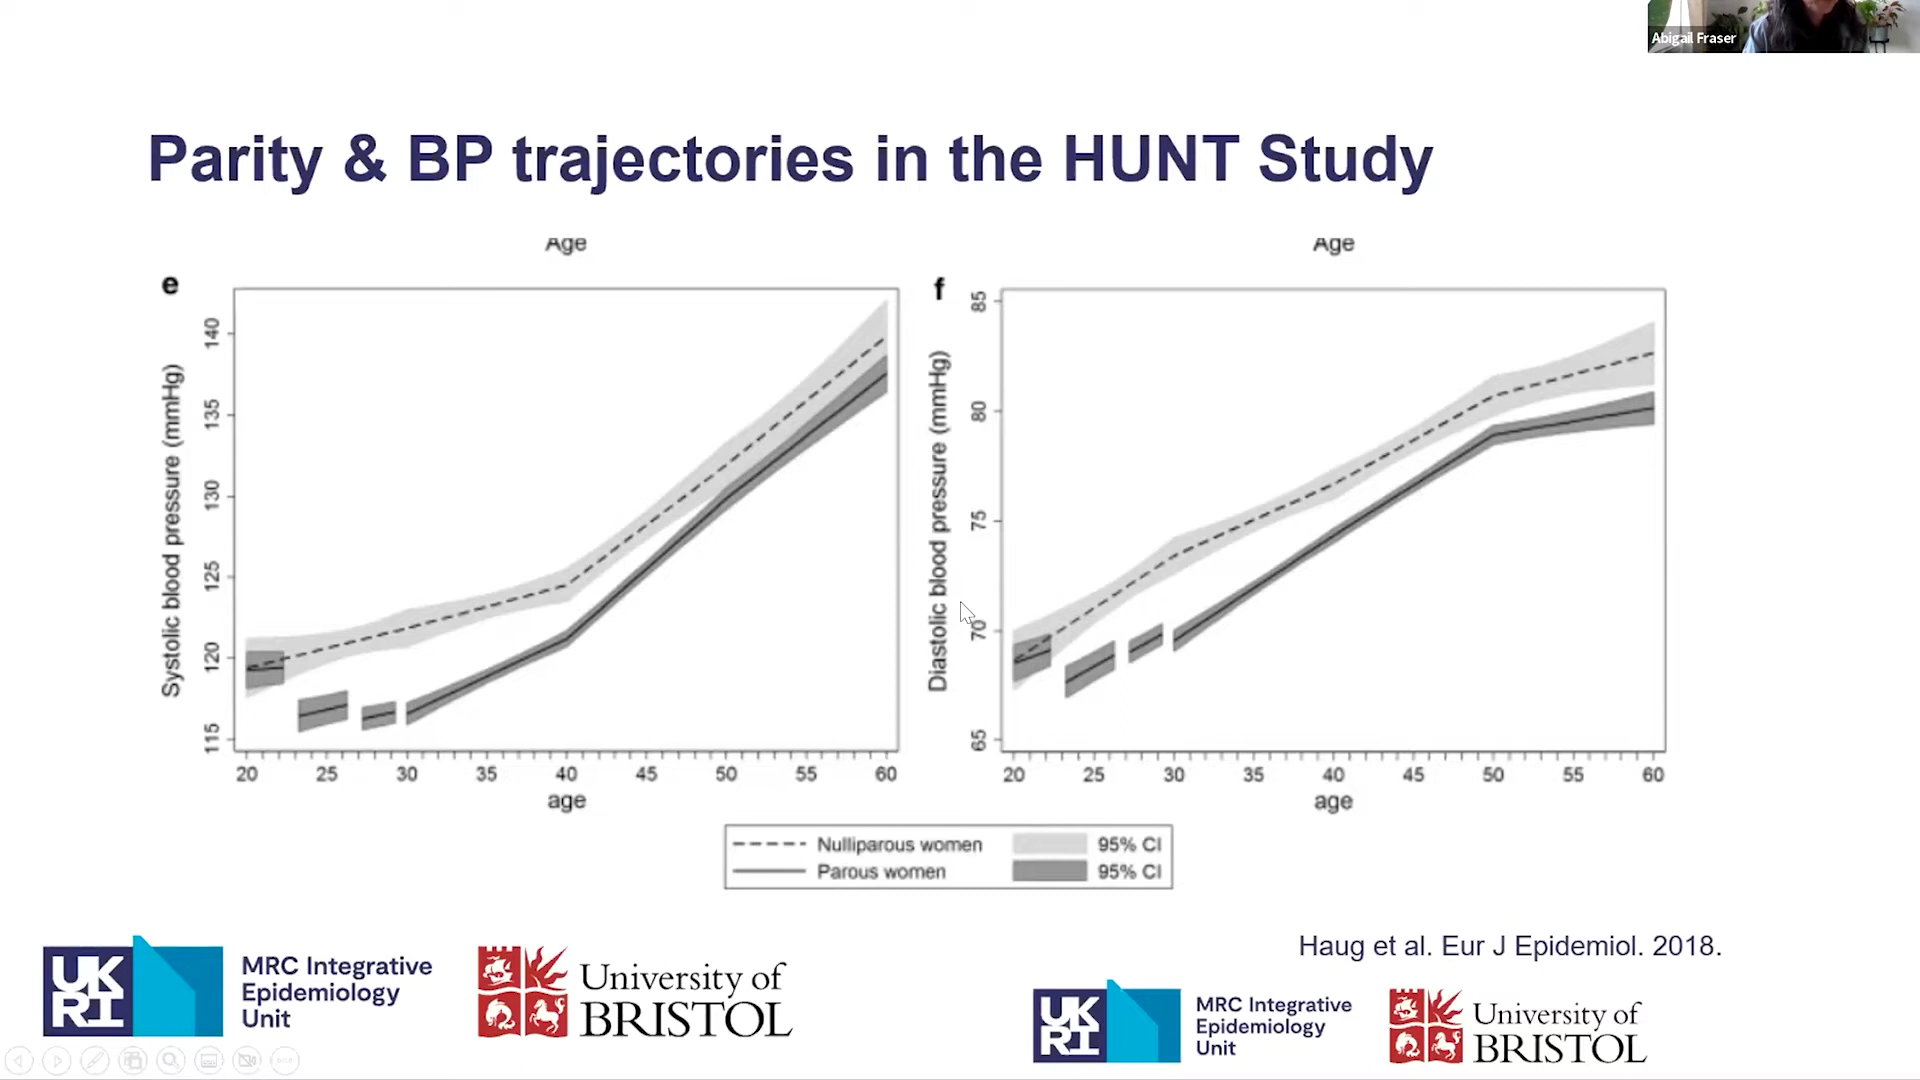 Abigail Fraser
Parity & BP trajectories in the HUNT Study
Age
Age
e
f
Systolic blood pressure (mmHg)
140
135
130
125
120
115
20 25 30 35 40 45 50 55 60
age
Diastolic blood pressure (mmHg)
85
80
75
70
65
20 25 30 35 40 45 50 55 60
age
Nulliparous women 95% CI
Parous women 95% CI
Haug et al. Eur J Epidemiol. 2018.
UK
RI
MRC Integrative
Epidemiology
Unit
University of
BRISTOL
UK
RI
MRC Integrative
Epidemiology
Unit
University of
BRISTOL